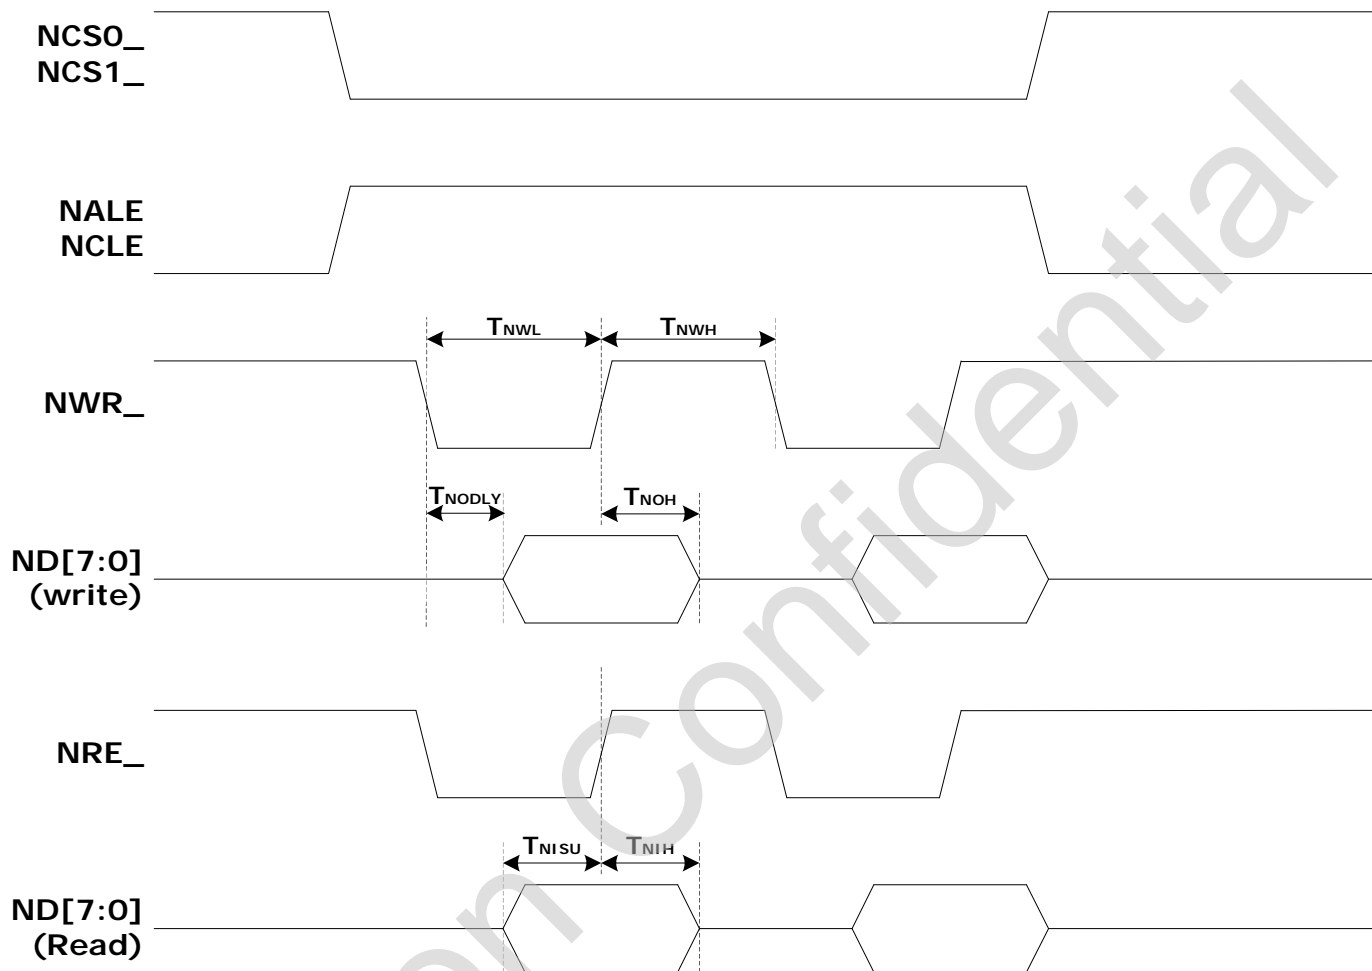 NCS0_
NCS1_
NALE
NCLE
TNWL TNWH
NWR_
TNODLY TNOH
ND[7:0]
(write)
NRE_
TNISU TNIH
ND[7:0]
(Read)
Confidential